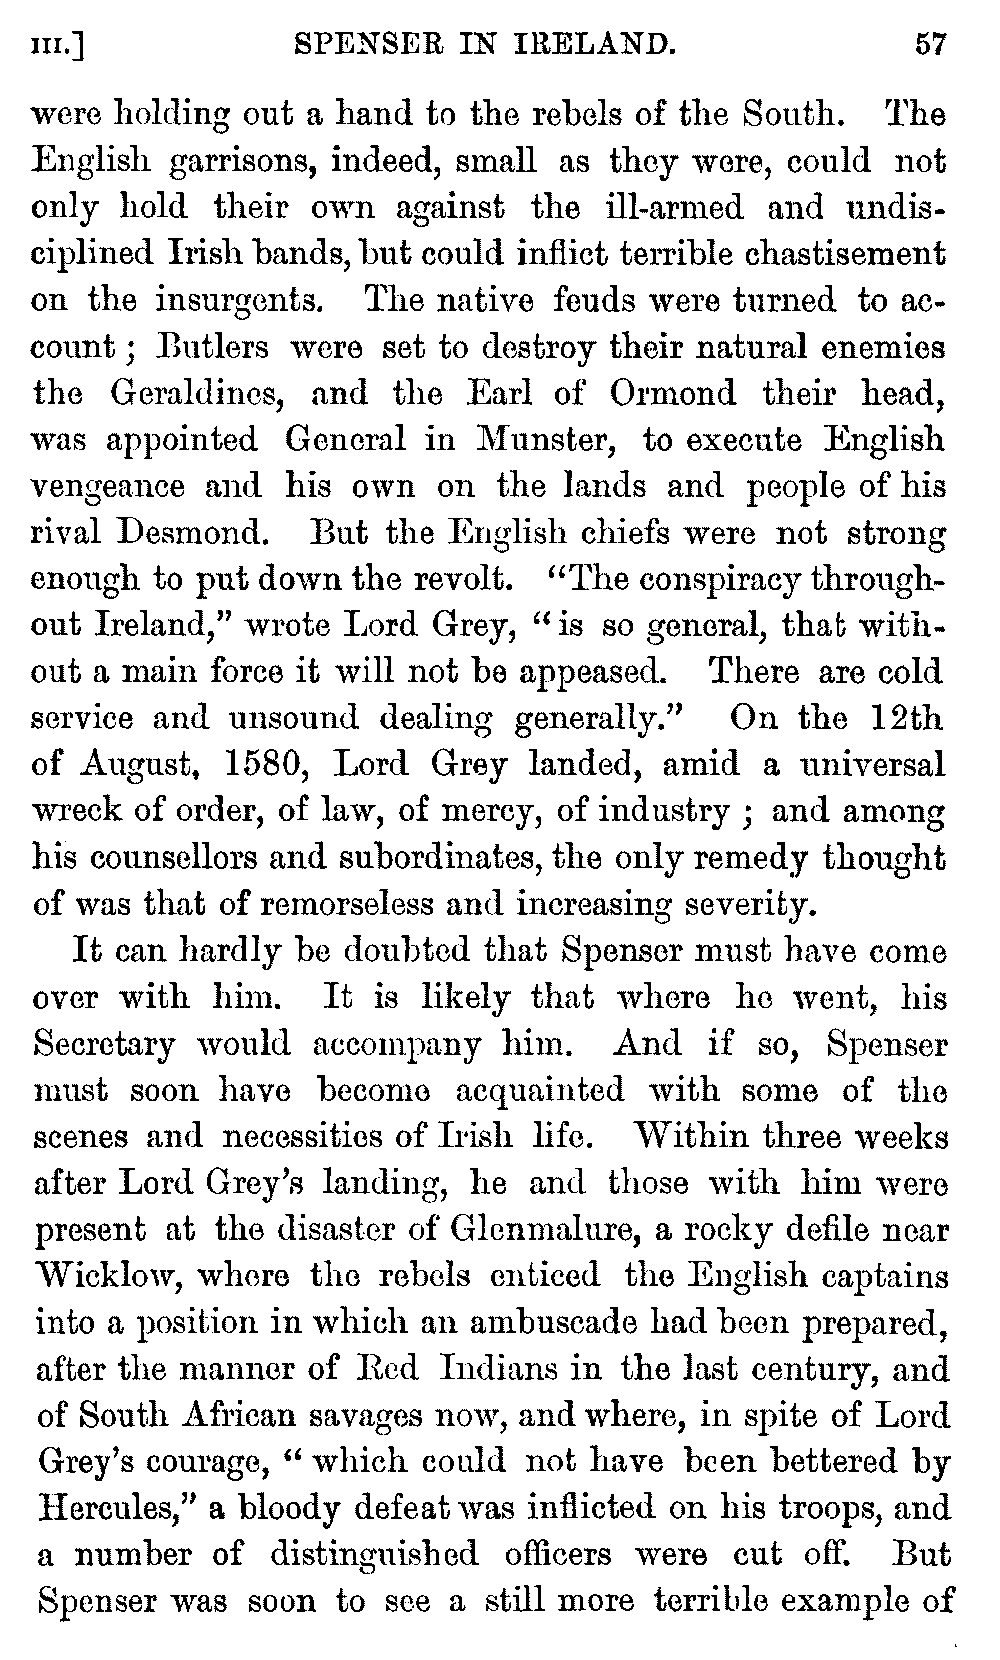 III.] SPENSER IN IRELAND. 57
were holding out a hand to the rebels of the South. The
English garrisons, indeed, small as they were, could not
only hold their own against the ill-armed and undis-
ciplined Irish bands, but could inflict terrible chastisement
on the insurgents. The native feuds were turned to ac-
count ; Butlers were set to destroy their natural enemies
the Geraldines, and the Earl of Ormond their head,
was appointed General in Munster, to execute English
vengeance and his own on the lands and people of his
rival Desmond. But the English chiefs were not strong
enough to put down the revolt. “The conspiracy through-
out Ireland,” wrote Lord Grey, “ is so general, that with-
out a main force it will not be appeased. There are cold
service and unsound dealing generally.” On the 12th
of August, 1580, Lord Grey landed, amid a universal
wreck of order, of law, of mercy, of industry ; and among
his counsellors and subordinates, the only remedy thought
of was that of remorseless and increasing severity.
It can hardly be doubted that Spenser must have come
over with him. It is likely that where he went, his
Secretary would accompany him. And if so, Spenser
must soon have become acquainted with some of the
scenes and necessities of Irish life. Within three weeks
after Lord Grey’s landing, he and those with him were
present at the disaster of Glenmalure, a rocky defile near
Wicklow, where the rebels enticed the English captains
into a position in which an ambuscade had been prepared,
after the manner of Red Indians in the last century, and
of South African savages now, and where, in spite of Lord
Grey’s courage, “ which could not have been bettered by
Hercules,” a bloody defeat was inflicted on his troops, and
a number of distinguished officers were cut off. But
Spenser was soon to see a still more terrible example of